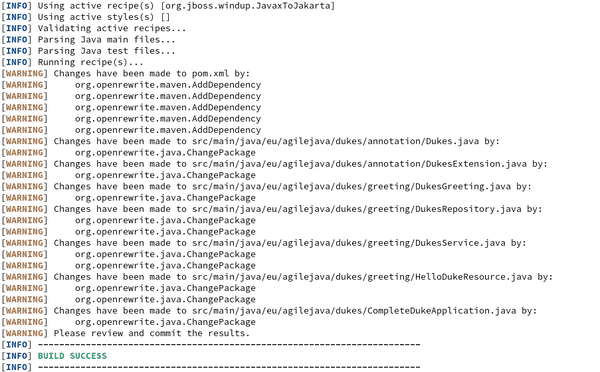 [INFO] Using active recipe(s) [org.jboss.windup.JavaxToJakarta]
[INFO] Using active styles(s) []
[INFO] Validating active recipes...
[INFO] Parsing Java main files...
[INFO] Parsing Java test files...
[INFO] Running recipe(s)...
[WARNING] Changes have been made to pom.xml by:
[WARNING]     org.openrewrite.maven.AddDependency
[WARNING]     org.openrewrite.maven.AddDependency
[WARNING]     org.openrewrite.maven.AddDependency
[WARNING]     org.openrewrite.maven.AddDependency
[WARNING]     org.openrewrite.maven.AddDependency
[WARNING] Changes have been made to src/main/java/eu/agilejava/dukes/annotation/Dukes.java by:
[WARNING]     org.openrewrite.java.ChangePackage
[WARNING] Changes have been made to src/main/java/eu/agilejava/dukes/annotation/DukesExtension.java by:
[WARNING]     org.openrewrite.java.ChangePackage
[WARNING] Changes have been made to src/main/java/eu/agilejava/dukes/greeting/DukesGreeting.java by:
[WARNING]     org.openrewrite.java.ChangePackage
[WARNING] Changes have been made to src/main/java/eu/agilejava/dukes/greeting/DukesRepository.java by:
[WARNING]     org.openrewrite.java.ChangePackage
[WARNING]     org.openrewrite.java.ChangePackage
[WARNING] Changes have been made to src/main/java/eu/agilejava/dukes/greeting/DukesService.java by:
[WARNING]     org.openrewrite.java.ChangePackage
[WARNING]     org.openrewrite.java.ChangePackage
[WARNING] Changes have been made to src/main/java/eu/agilejava/dukes/greeting/HelloDukeResource.java by:
[WARNING]     org.openrewrite.java.ChangePackage
[WARNING]     org.openrewrite.java.ChangePackage
[WARNING] Changes have been made to src/main/java/eu/agilejava/dukes/CompleteDukeApplication.java by:
[WARNING]     org.openrewrite.java.ChangePackage
[WARNING] Please review and commit the results.
[INFO] ------------------------------------------------------------------------
[INFO] BUILD SUCCESS
[INFO] ------------------------------------------------------------------------